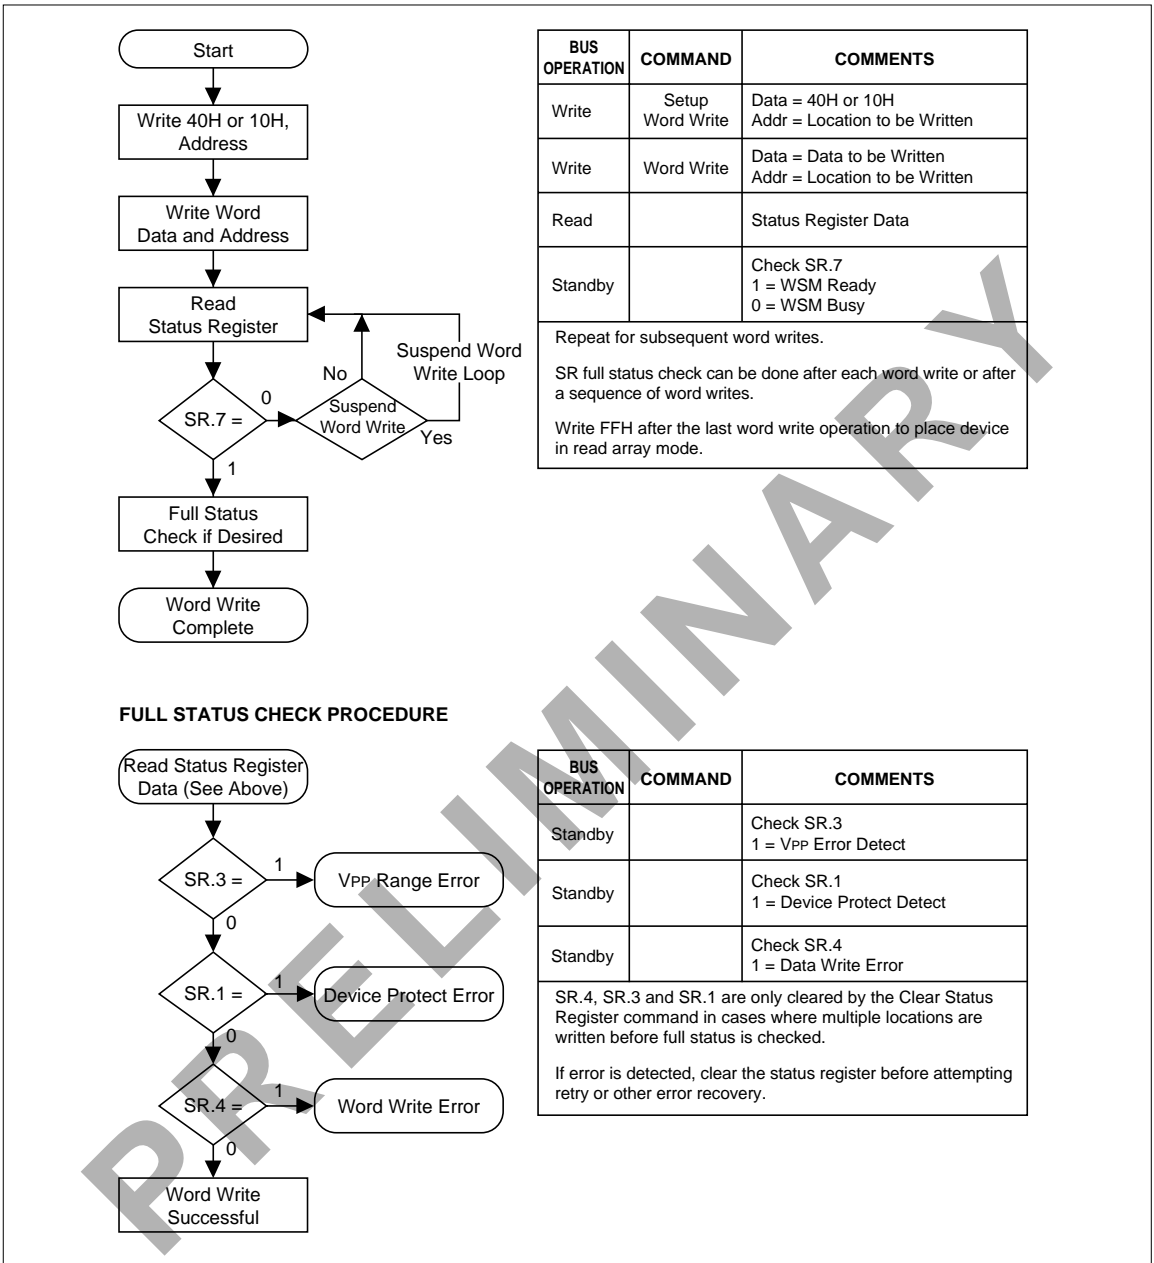 Start
Write 40H or 10H,
Address
Write Word
Data and Address
Read
Status Register
SR.7 =
0
1
No
Suspend
Word Write
Yes
Suspend Word
Write Loop
Full Status
Check if Desired
Word Write
Complete
BUS
OPERATION
COMMAND
COMMENTS
Write
Setup
Word Write
Data = 40H or 10H
Addr = Location to be Written
Write
Word Write
Data = Data to be Written
Addr = Location to be Written
Read
Status Register Data
Standby
Check SR.7
1 = WSM Ready
0 = WSM Busy
Repeat for subsequent word writes.
SR full status check can be done after each word write or after
a sequence of word writes.
Write FFH after the last word write operation to place device
in read array mode.
FULL STATUS CHECK PROCEDURE
Read Status Register
Data (See Above)
SR.3 =
1
VPP Range Error
0
SR.1 =
1
Device Protect Error
0
SR.4 =
1
Word Write Error
0
Word Write
Successful
BUS
OPERATION
COMMAND
COMMENTS
Standby
Check SR.3
1 = VPP Error Detect
Standby
Check SR.1
1 = Device Protect Detect
Standby
Check SR.4
1 = Data Write Error
SR.4, SR.3 and SR.1 are only cleared by the Clear Status
Register command in cases where multiple locations are
written before full status is checked.
If error is detected, clear the status register before attempting
retry or other error recovery.
PRELIMINARY